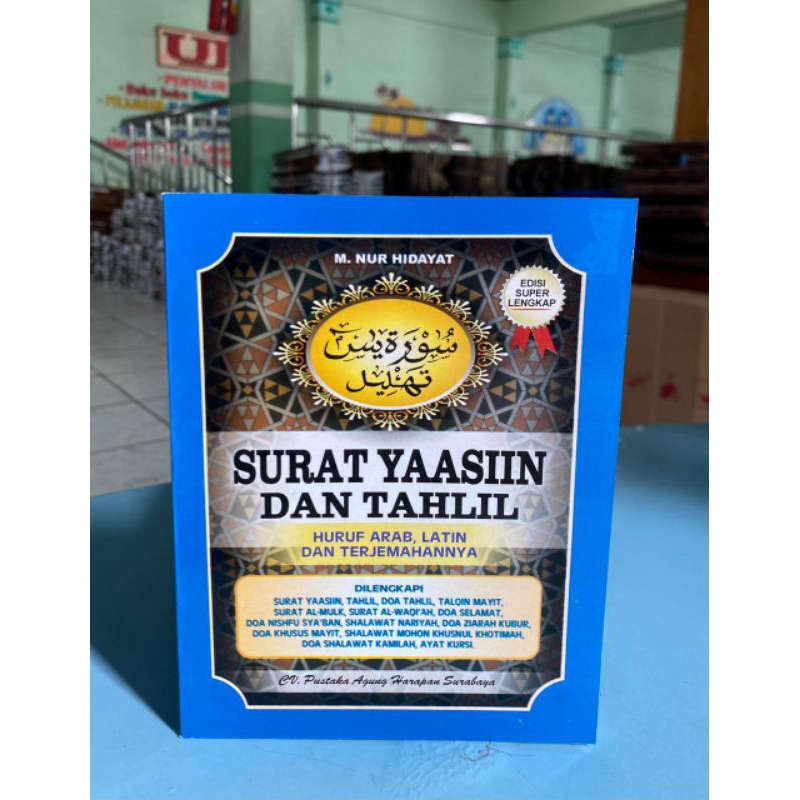 UJ
M. NUR HIDAYAT
EDISI
SUPER
LENGKAP
سورة يس
تهليل
SURAT YAASIIN
DAN TAHLIL
HURUF ARAB, LATIN
DAN TERJEMAHANNYA
DILENGKAPI
SURAT YAASIIN, TAHLIL, DOA TAHLIL, TALQIN MAYIT,
SURAT AL-MULK, SURAT AL-WAQI'AH, DOA SELAMAT,
DOA NISHFU SYA'BAN, SHALAWAT NARIYAH, DOA ZIARAH KUBUR,
DOA KHUSUS MAYIT, SHALAWAT MOHON KHUSNUL KHOTIMAH,
DOA SHALAWAT KAMILAH, AYAT KURSI.
CV. Pustaka Agung Harapan Surabaya